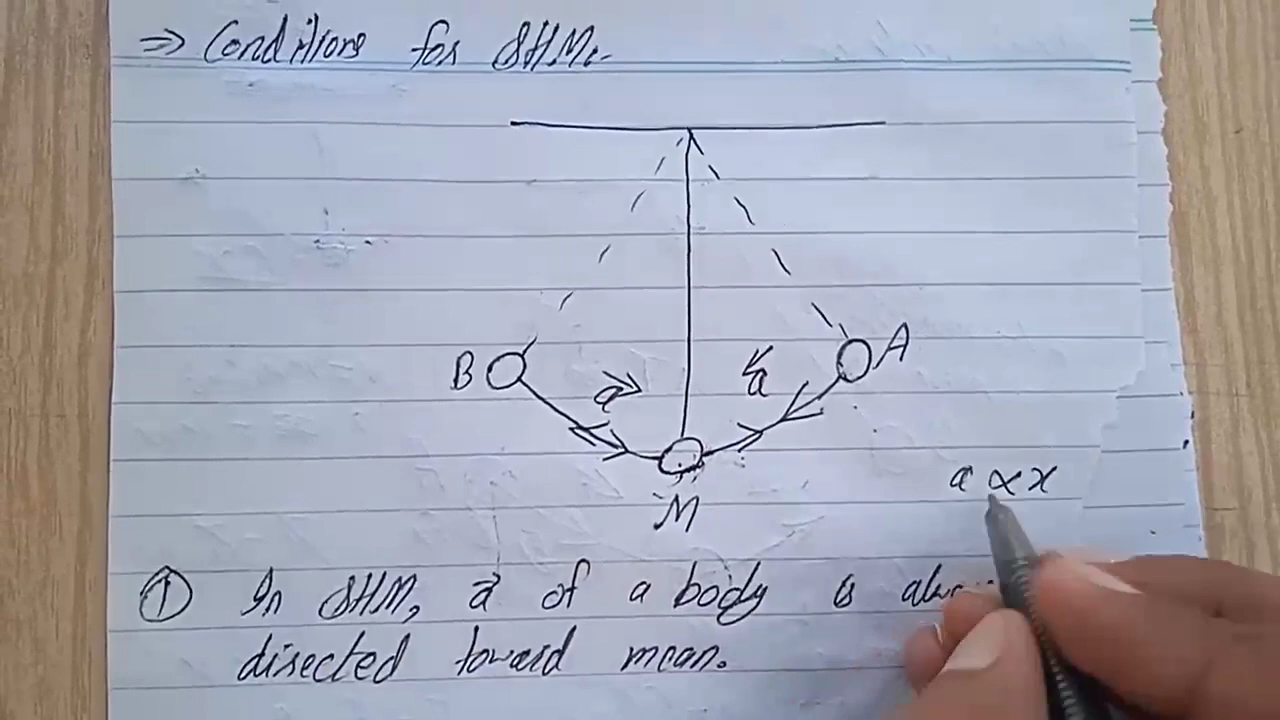 ⇒ Conditions for SHM:-
B
a⃗
a⃗
A
M
a ∝ x
① In SHM, a⃗ of a body is
directed toward mean.